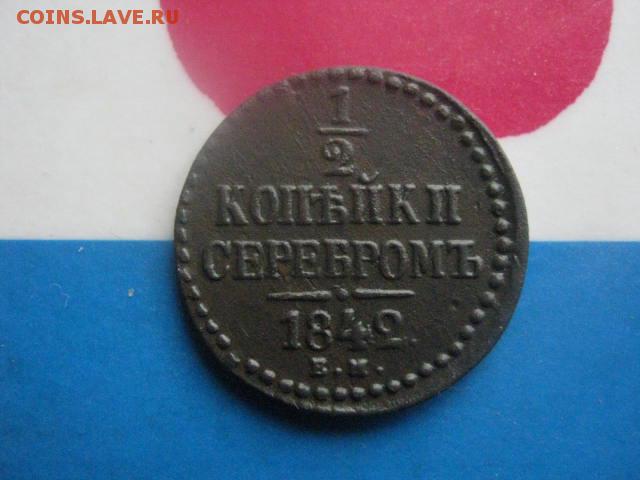 COINS.LAVE.RU
1
2
КОПѢЙКИ
СЕРЕБРОМЪ
1842.
Е.М.